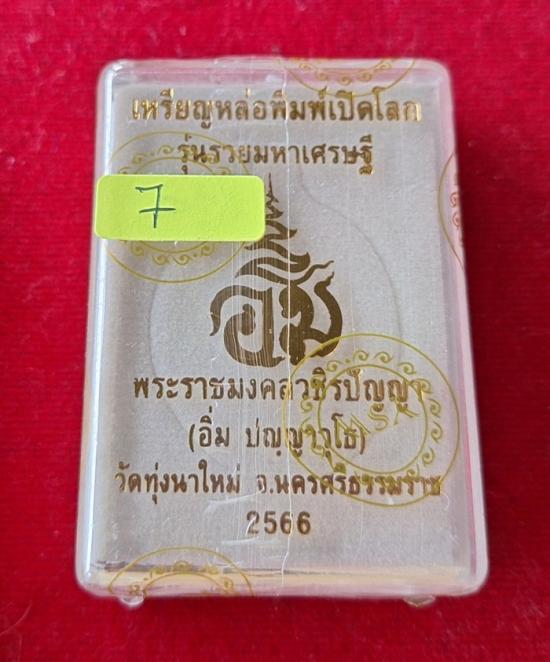 เหรียญหล่อพิมพ์เปิดโลก
รุ่นรวยมหาเศรษฐี
7
อิ่ม
พระราชมงคลวชิรปัญญา
(อิ่ม ปญฺญาวุโธ)
วัดทุ่งนาใหม่ จ.นครศรีธรรมราช
2566